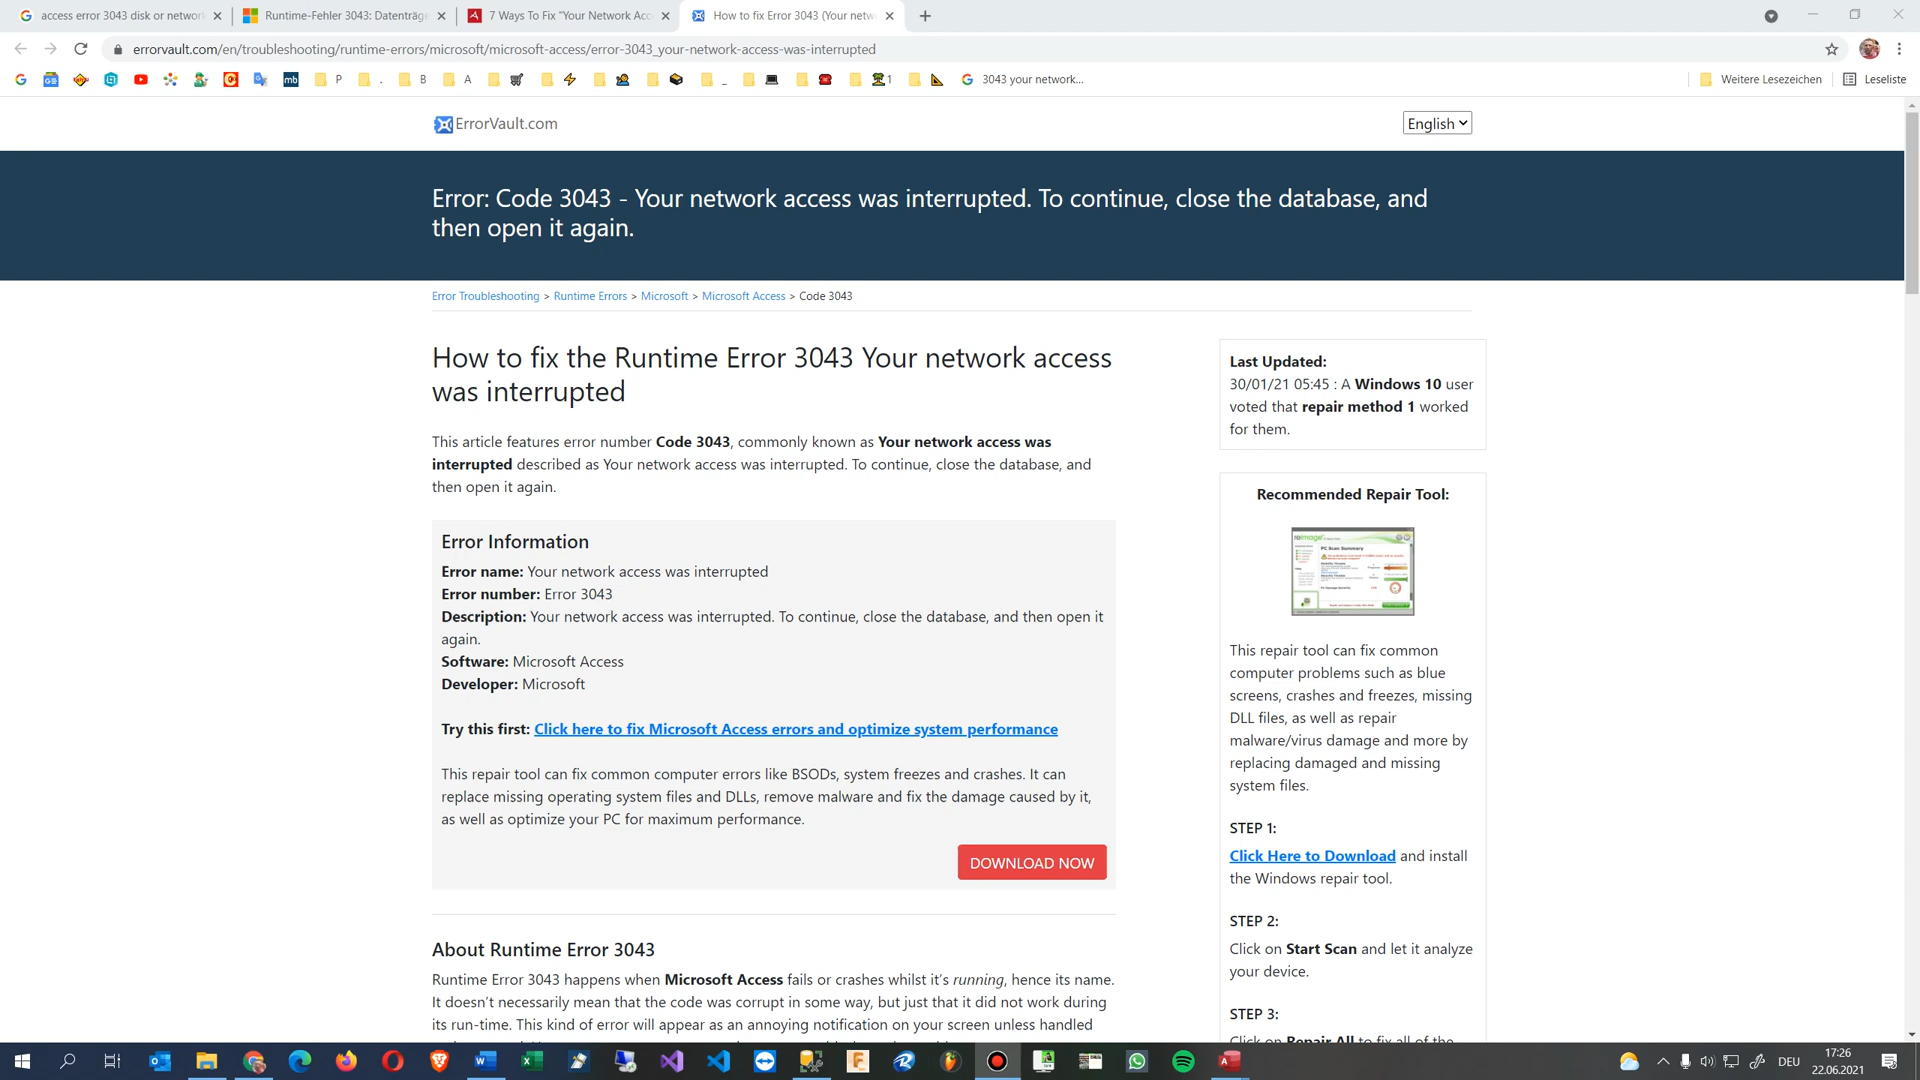 access error 3043 disk or network
Runtime-Fehler 3043: Datenträge
7 Ways To Fix "Your Network Acc
How to fix Error 3043 (Your netw
errorvault.com/en/troubleshooting/runtime-errors/microsoft/microsoft-access/error-3043_your-network-access-was-interrupted
mb
P
.
B
A
_
1
3043 your network...
Weitere Lesezeichen
Leseliste
ErrorVault.com
English
Error: Code 3043 - Your network access was interrupted. To continue, close the database, and
then open it again.
Error Troubleshooting > Runtime Errors > Microsoft > Microsoft Access > Code 3043
How to fix the Runtime Error 3043 Your network access
was interrupted
This article features error number Code 3043, commonly known as Your network access was
interrupted described as Your network access was interrupted. To continue, close the database, and
then open it again.
Error Information
Error name: Your network access was interrupted
Error number: Error 3043
Description: Your network access was interrupted. To continue, close the database, and then open it
again.
Software: Microsoft Access
Developer: Microsoft
Try this first: Click here to fix Microsoft Access errors and optimize system performance
This repair tool can fix common computer errors like BSODs, system freezes and crashes. It can
replace missing operating system files and DLLs, remove malware and fix the damage caused by it,
as well as optimize your PC for maximum performance.
DOWNLOAD NOW
About Runtime Error 3043
Runtime Error 3043 happens when Microsoft Access fails or crashes whilst it's running, hence its name.
It doesn't necessarily mean that the code was corrupt in some way, but just that it did not work during
its run-time. This kind of error will appear as an annoying notification on your screen unless handled
Last Updated:
30/01/21 05:45 : A Windows 10 user
voted that repair method 1 worked
for them.
Recommended Repair Tool:
reimage
PC Scan Summary
This repair tool can fix common
computer problems such as blue
screens, crashes and freezes, missing
DLL files, as well as repair
malware/virus damage and more by
replacing damaged and missing
system files.
STEP 1:
Click Here to Download and install
the Windows repair tool.
STEP 2:
Click on Start Scan and let it analyze
your device.
STEP 3:
Click on Repair All to fix all of the
DEU
17:26
22.06.2021